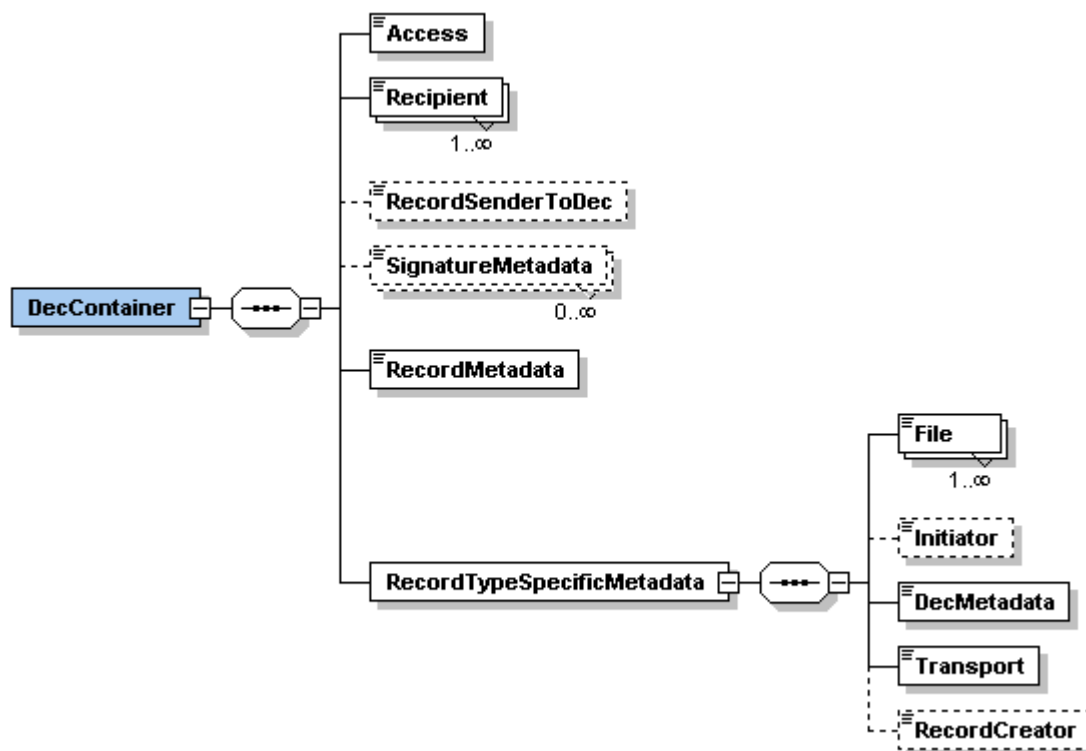 Access
Recipient
1..∞
RecordSenderToDec
SignatureMetadata
0..∞
DecContainer
RecordMetadata
File
1..∞
Initiator
RecordTypeSpecificMetadata
DecMetadata
Transport
RecordCreator